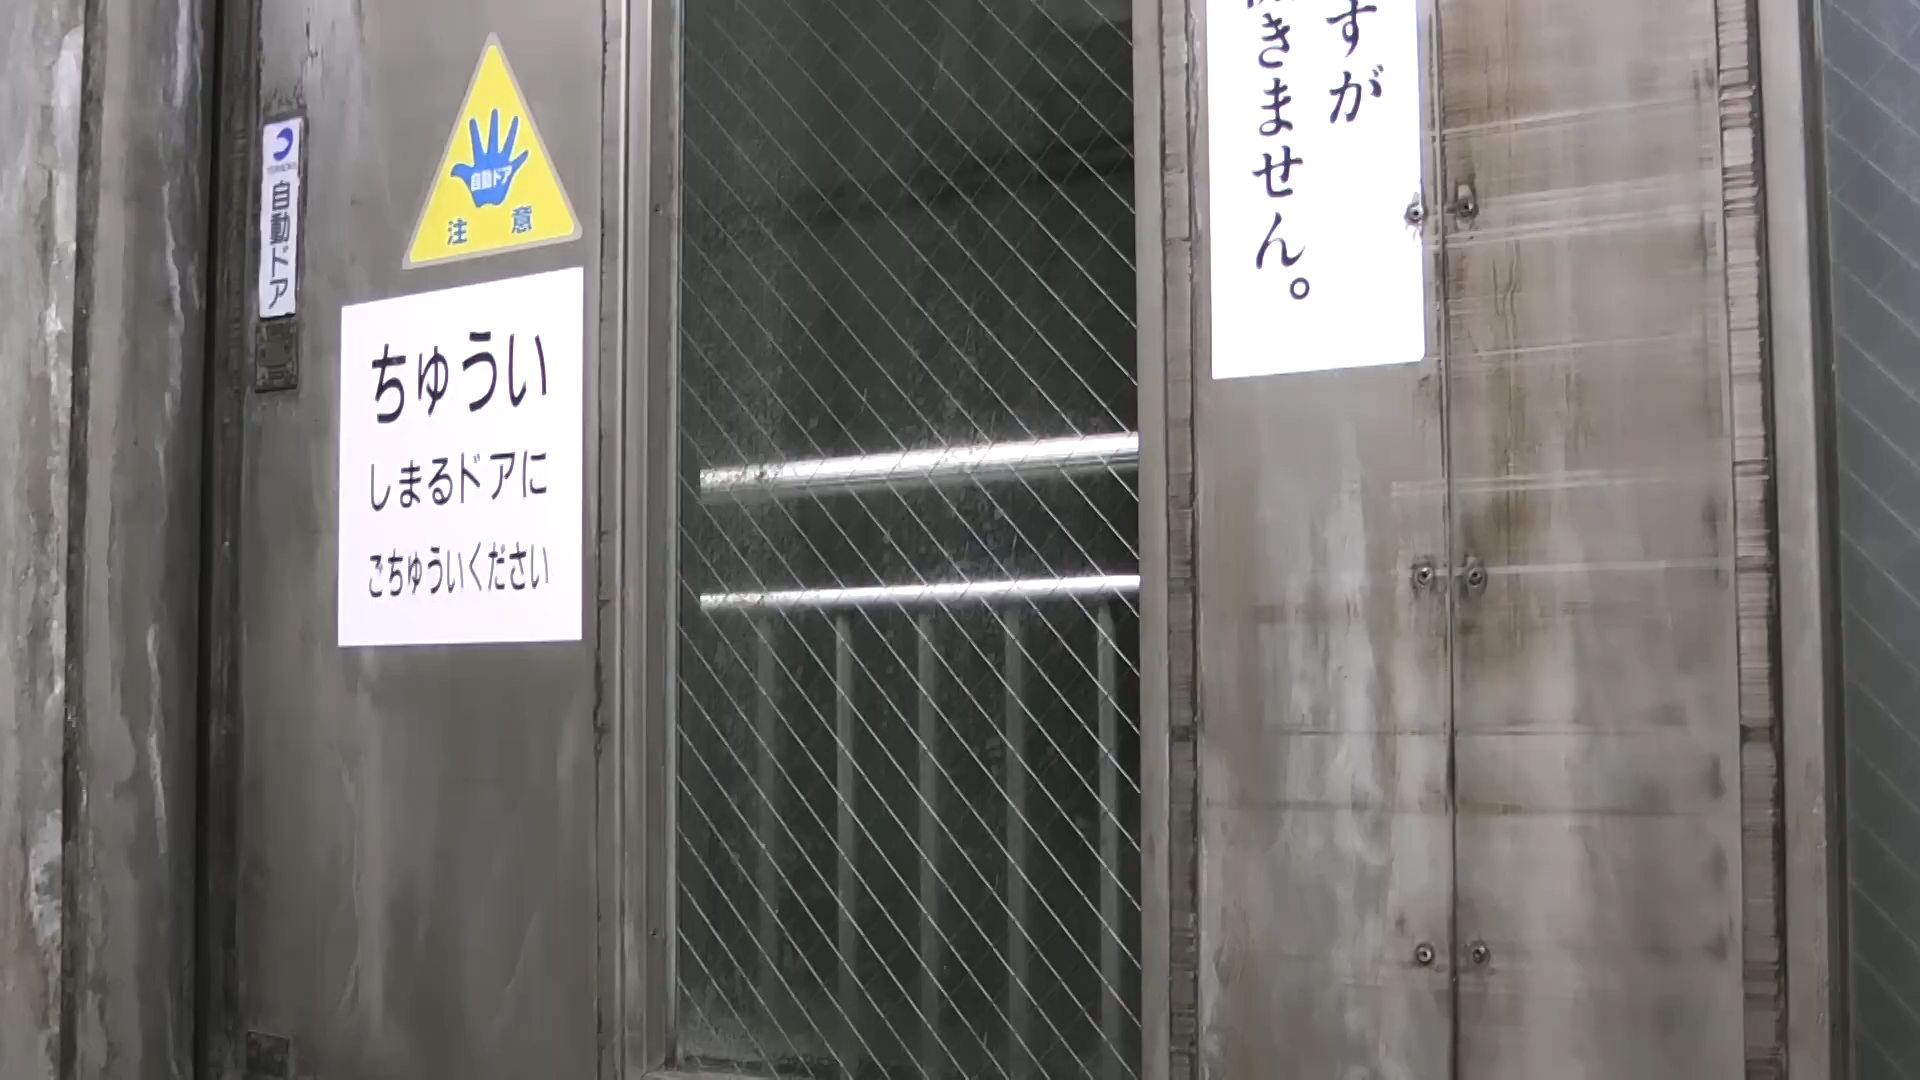 自動ドア
自動ドア
注 意
ちゅうい
しまるドアに
ごちゅういください
すが
きません。